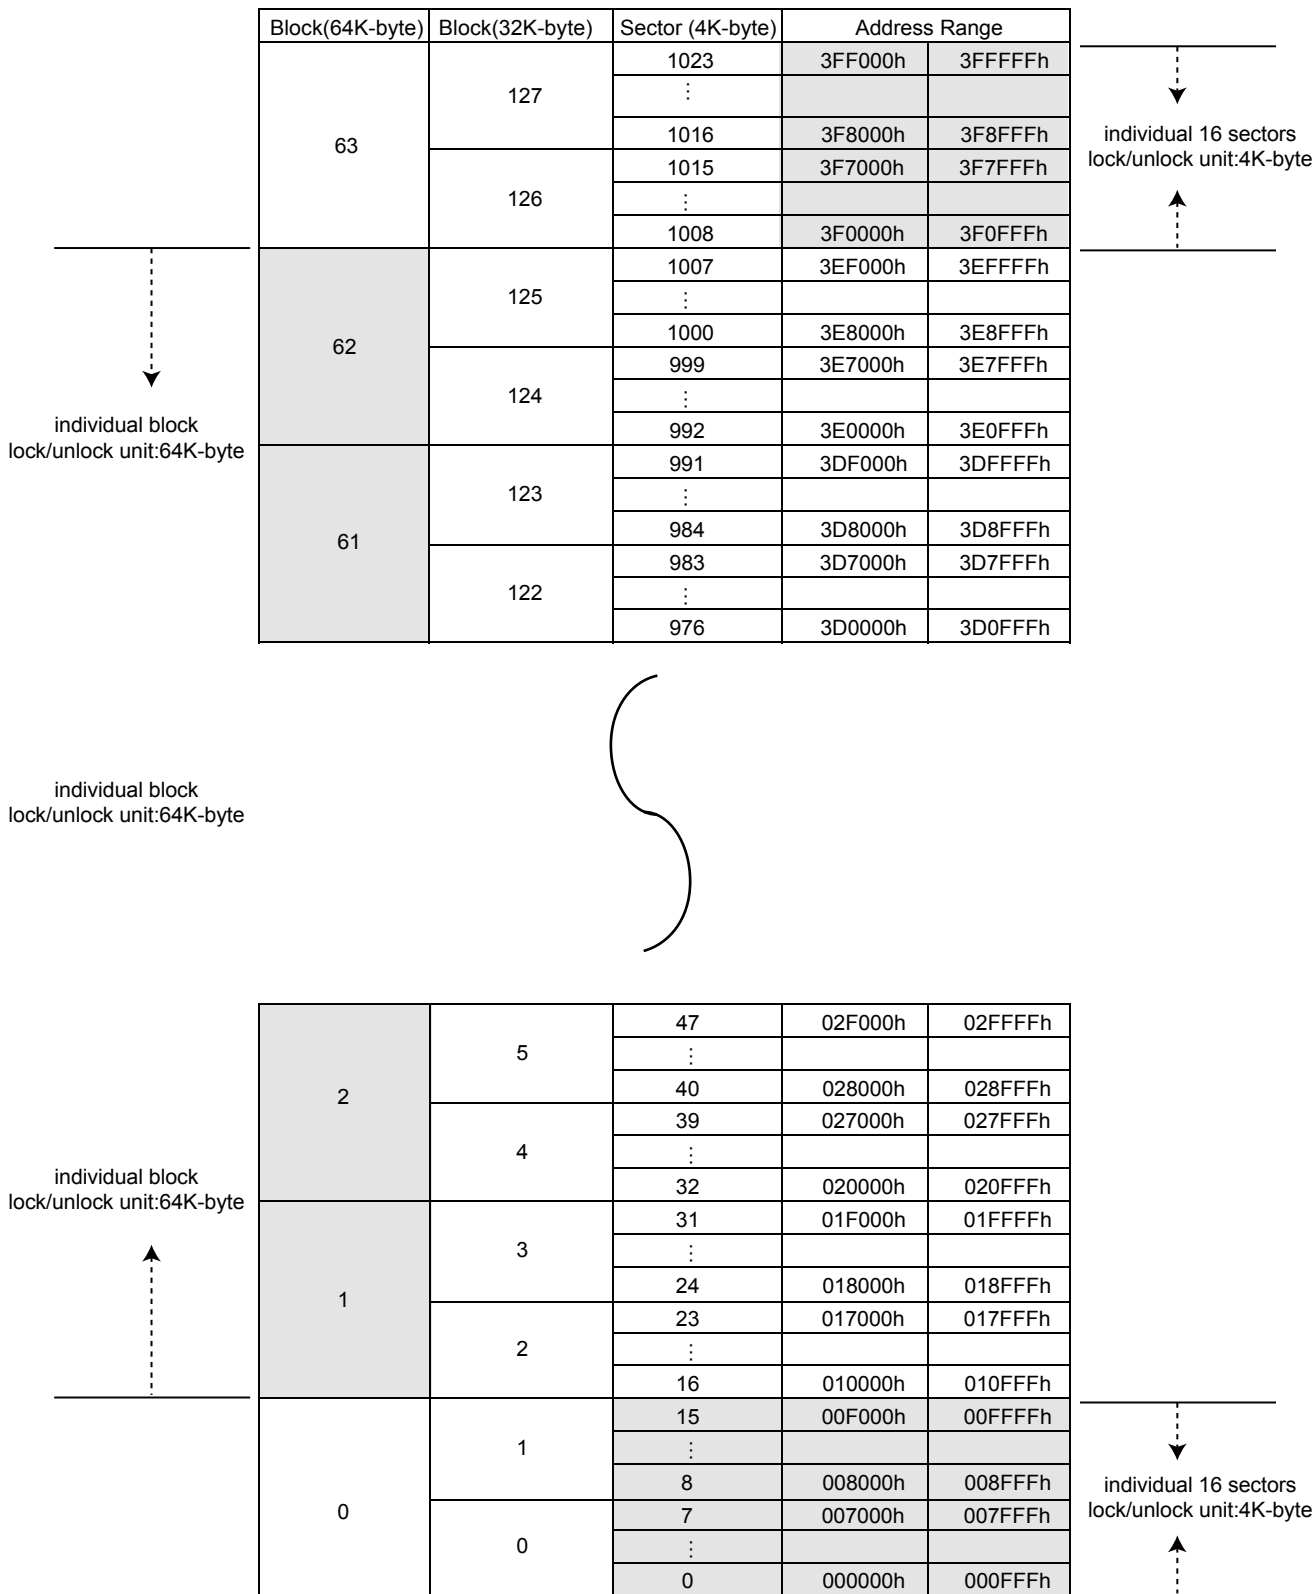 Block(64K-byte) Block(32K-byte) Sector (4K-byte) Address Range
63
127
1023 3FF000h 3FFFFFh
⋮
1016 3F8000h 3F8FFFh
126
1015 3F7000h 3F7FFFh
⋮
1008 3F0000h 3F0FFFh
individual 16 sectors
lock/unlock unit:4K-byte
62
125
1007 3EF000h 3EFFFFh
⋮
1000 3E8000h 3E8FFFh
124
999 3E7000h 3E7FFFh
⋮
992 3E0000h 3E0FFFh
individual block
lock/unlock unit:64K-byte
61
123
991 3DF000h 3DFFFFh
⋮
984 3D8000h 3D8FFFh
122
983 3D7000h 3D7FFFh
⋮
976 3D0000h 3D0FFFh
individual block
lock/unlock unit:64K-byte
2
5
47 02F000h 02FFFFh
⋮
40 028000h 028FFFh
4
39 027000h 027FFFh
⋮
32 020000h 020FFFh
individual block
lock/unlock unit:64K-byte
1
3
31 01F000h 01FFFFh
⋮
24 018000h 018FFFh
2
23 017000h 017FFFh
⋮
16 010000h 010FFFh
0
1
15 00F000h 00FFFFh
⋮
8 008000h 008FFFh
0
7 007000h 007FFFh
⋮
0 000000h 000FFFh
individual 16 sectors
lock/unlock unit:4K-byte